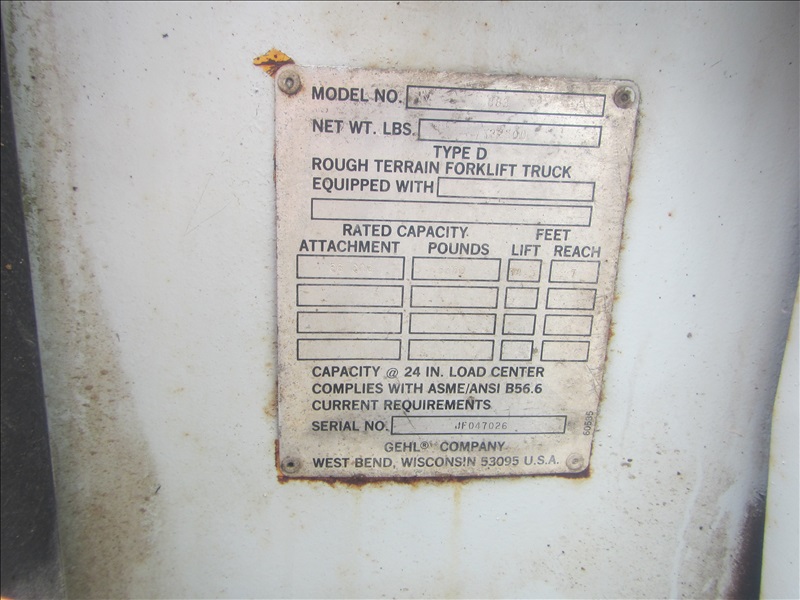 MODEL NO.
NET WT. LBS.
TYPE D
ROUGH TERRAIN FORKLIFT TRUCK
EQUIPPED WITH
RATED CAPACITY FEET
ATTACHMENT POUNDS LIFT REACH
CAPACITY @ 24 IN. LOAD CENTER
COMPLIES WITH ASME/ANSI B56.6
CURRENT REQUIREMENTS
SERIAL NO. JF047026
GEHL® COMPANY
WEST BEND, WISCONSIN 53095 U.S.A.